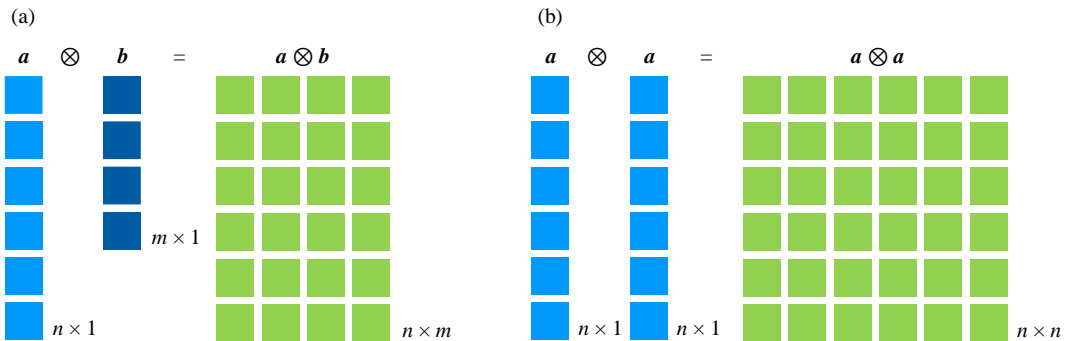 (a)
a ⊗ b = a ⊗ b
m × 1
n × 1
n × m
(b)
a ⊗ a = a ⊗ a
n × 1
n × 1
n × n